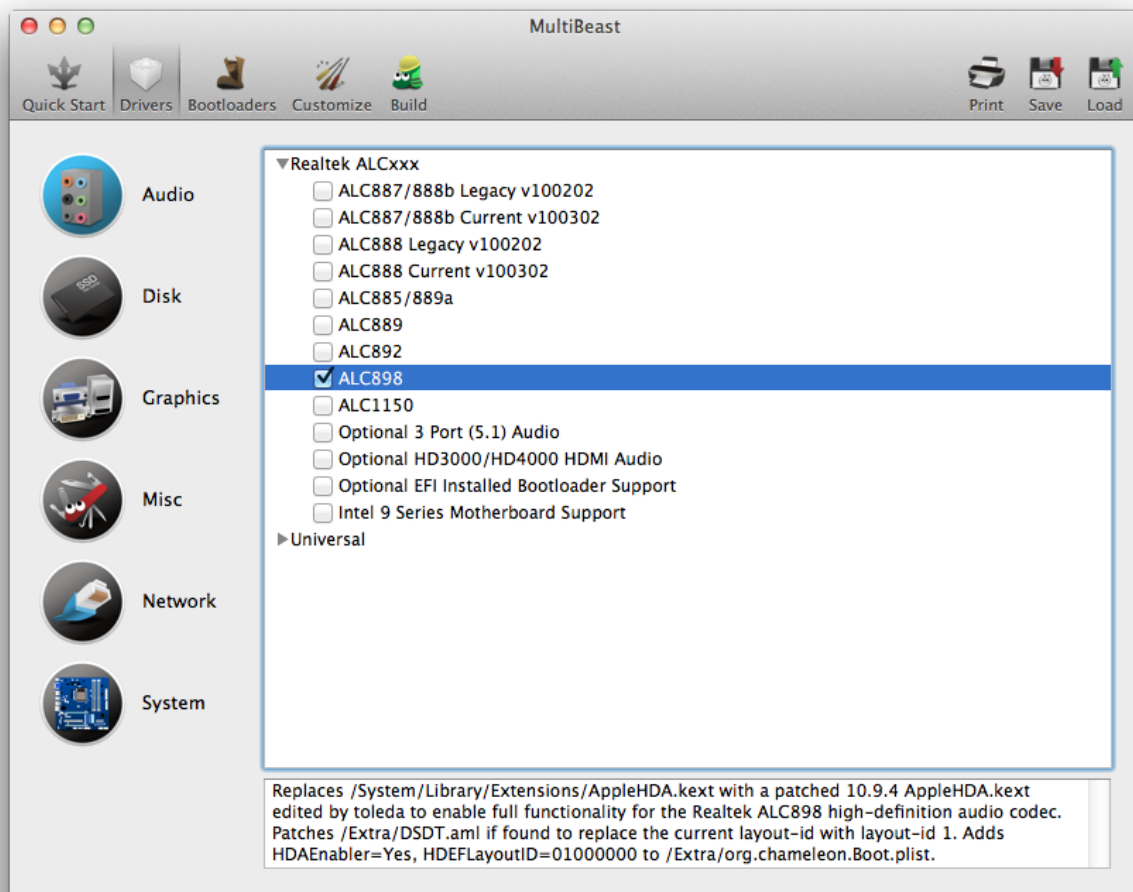 MultiBeast
Quick Start Drivers Bootloaders Customize Build Print Save Load
Audio
Disk
Graphics
Misc
Network
System
Realtek ALCxxx
ALC887/888b Legacy v100202
ALC887/888b Current v100302
ALC888 Legacy v100202
ALC888 Current v100302
ALC885/889a
ALC889
ALC892
ALC898
ALC1150
Optional 3 Port (5.1) Audio
Optional HD3000/HD4000 HDMI Audio
Optional EFI Installed Bootloader Support
Intel 9 Series Motherboard Support
Universal
Replaces /System/Library/Extensions/AppleHDA.kext with a patched 10.9.4 AppleHDA.kext
edited by toleda to enable full functionality for the Realtek ALC898 high-definition audio codec.
Patches /Extra/DSDT.aml if found to replace the current layout-id with layout-id 1. Adds
HDAEnabler=Yes, HDEFLayoutID=01000000 to /Extra/org.chameleon.Boot.plist.